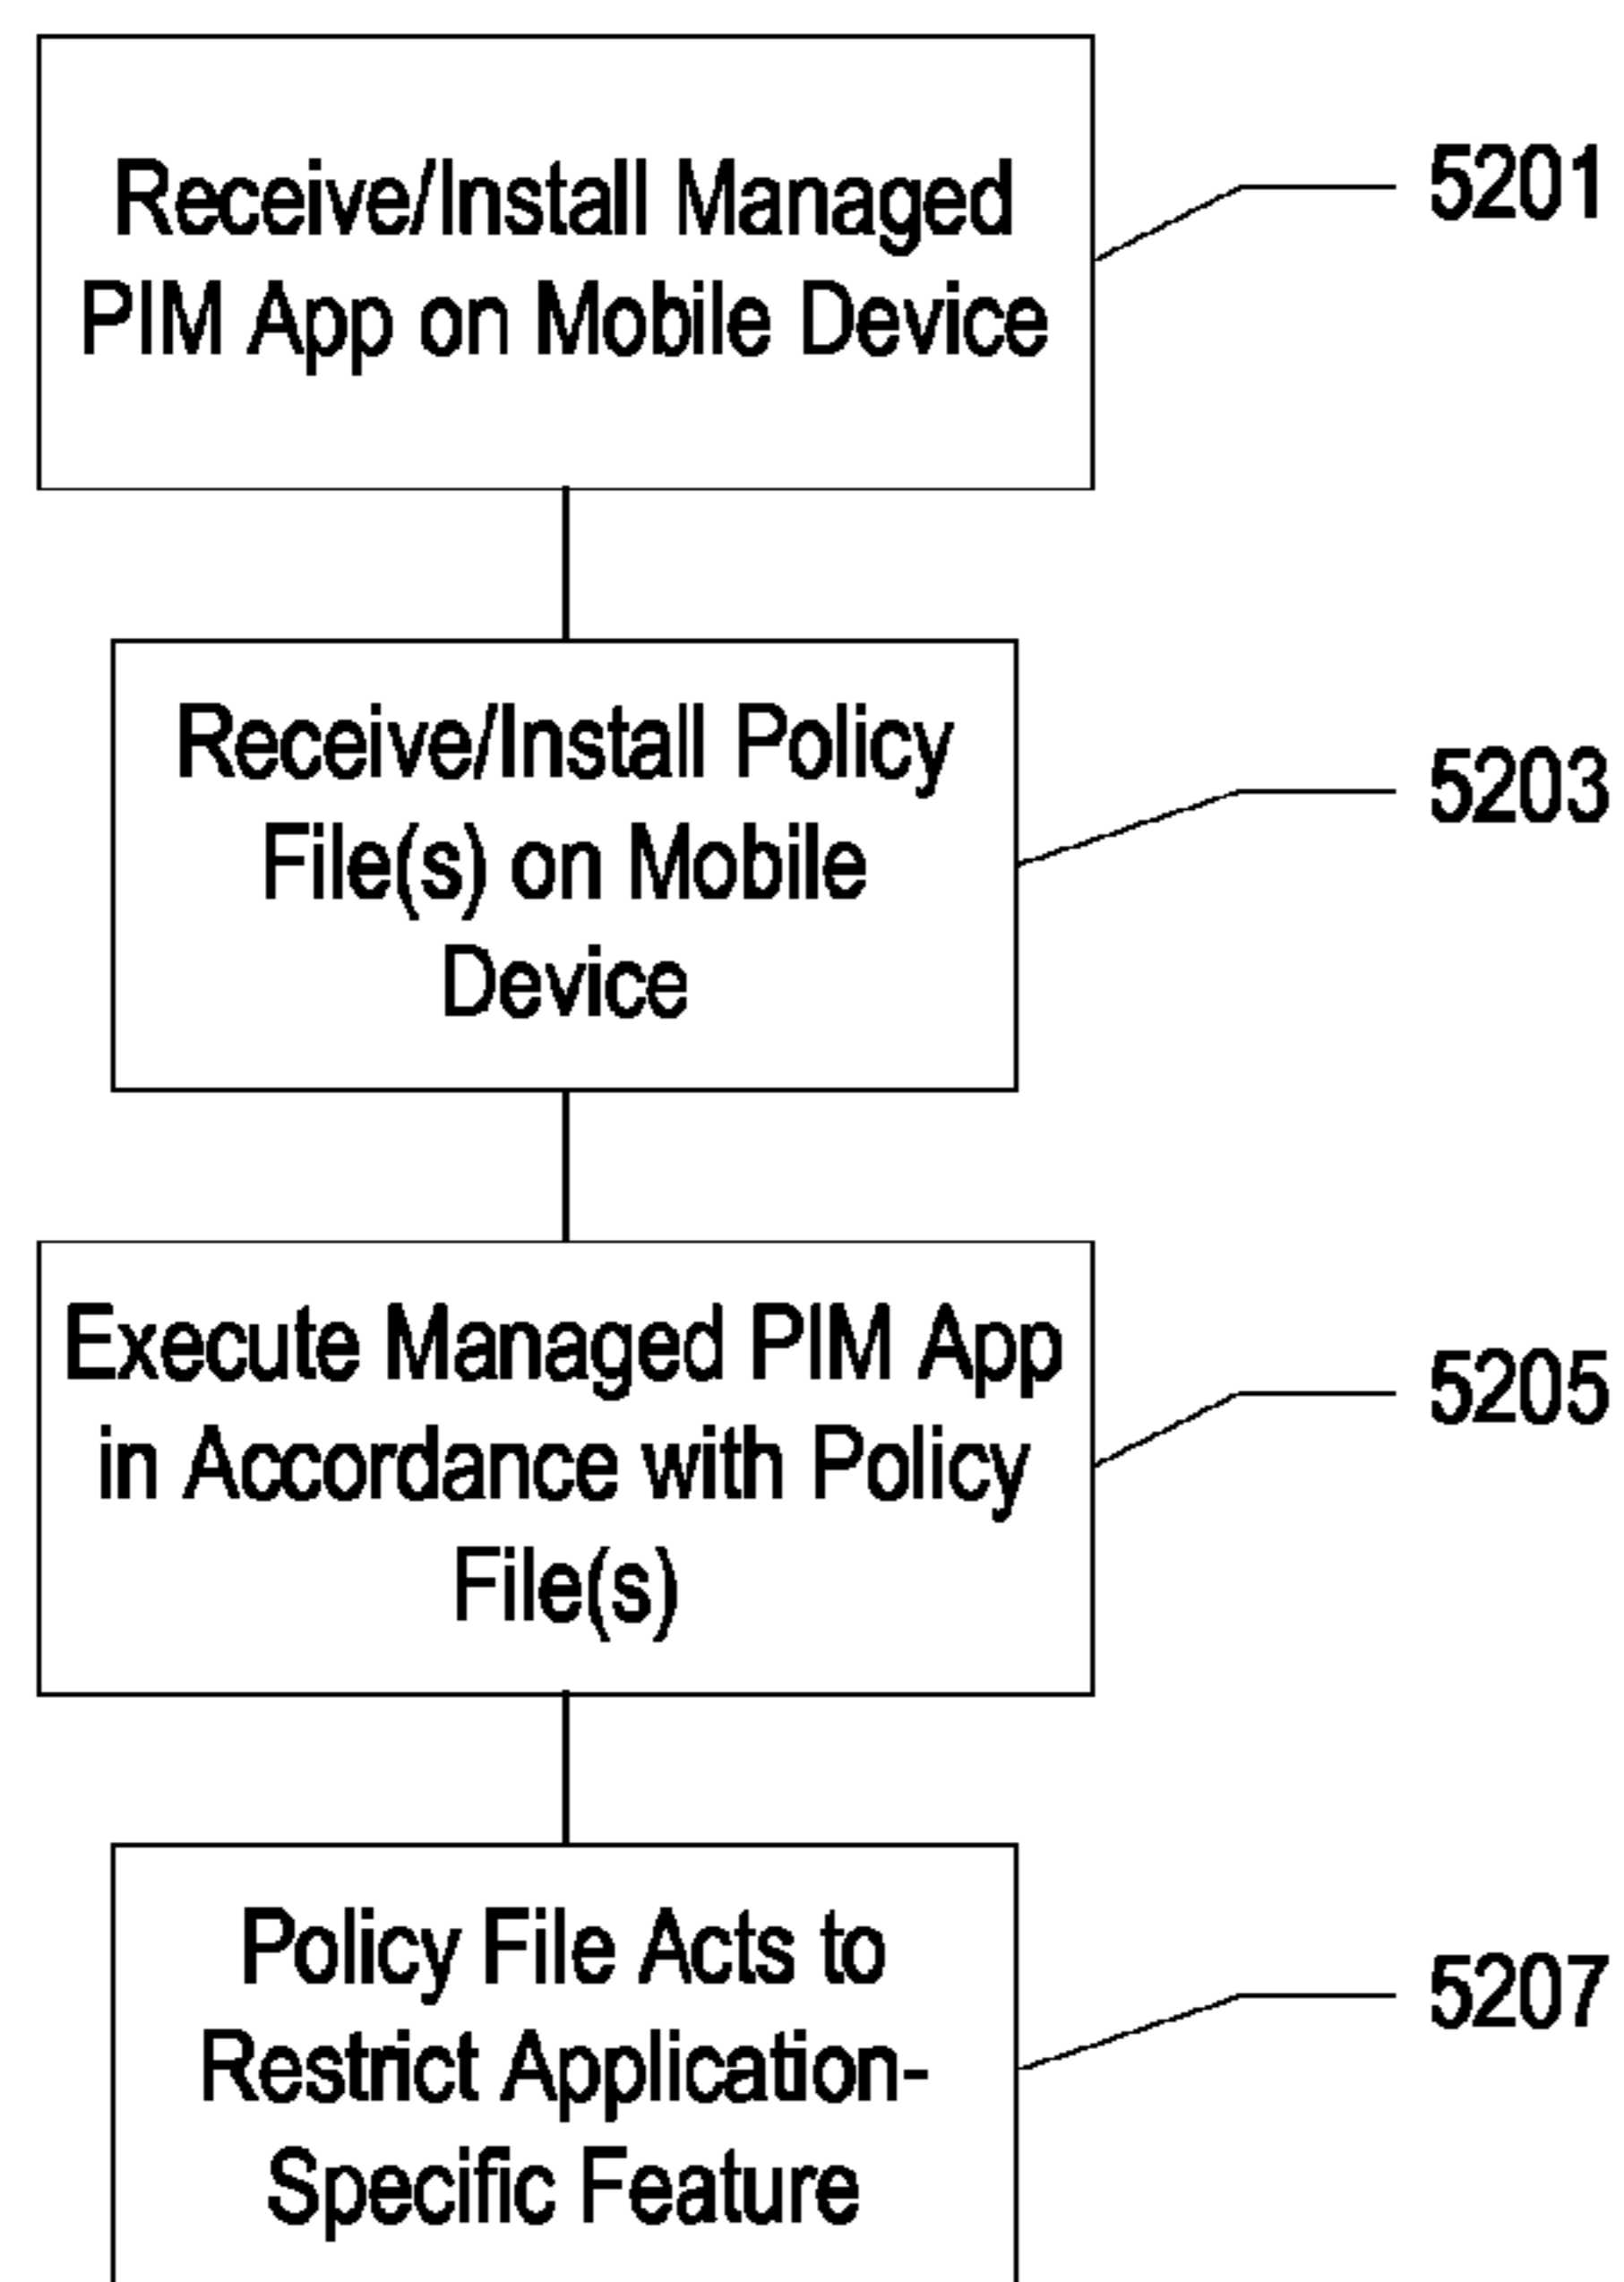 Receive/Install Managed
PIM App on Mobile Device
5201
Receive/Install Policy
File(s) on Mobile
Device
5203
Execute Managed PIM App
in Accordance with Policy
File(s)
5205
Policy File Acts to
Restrict Application-
Specific Feature
5207